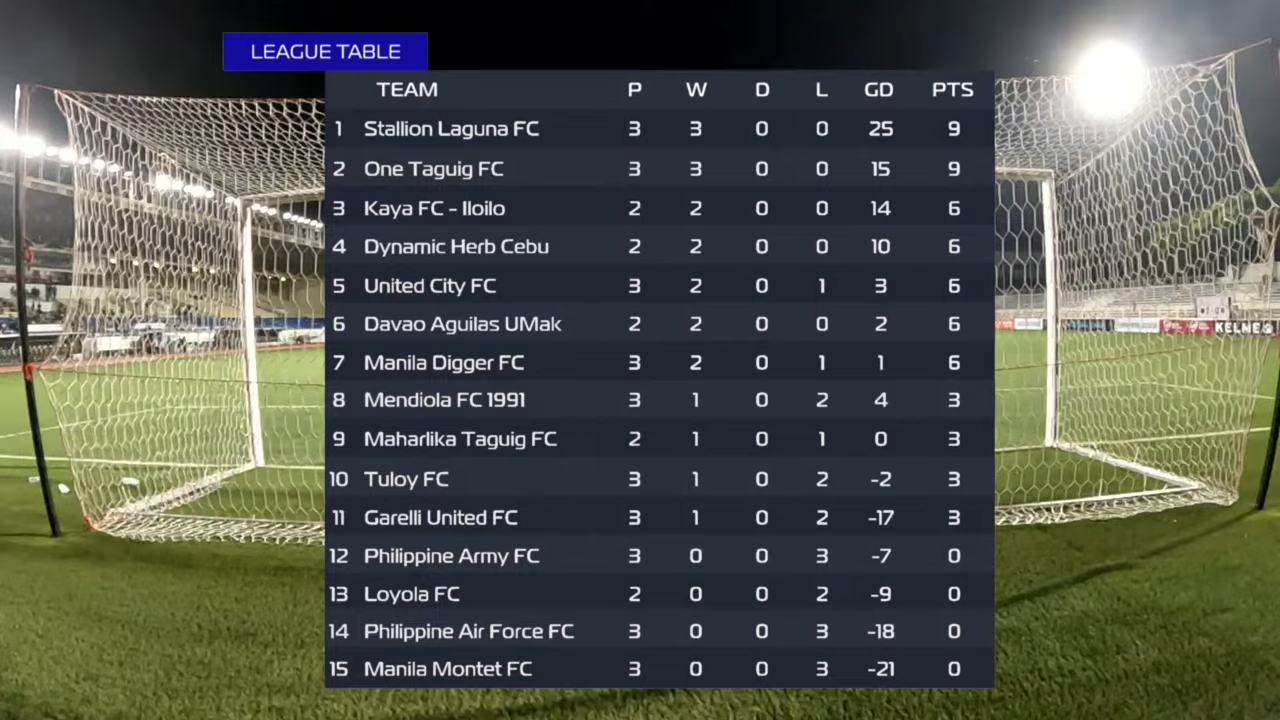 LEAGUE TABLE
TEAM P W D L GD PTS
1 Stallion Laguna FC 3 3 0 0 25 9
2 One Taguig FC 3 3 0 0 15 9
3 Kaya FC - Iloilo 2 2 0 0 14 6
4 Dynamic Herb Cebu 2 2 0 0 10 6
5 United City FC 3 2 0 1 3 6
6 Davao Aguilas UMak 2 2 0 0 2 6
7 Manila Digger FC 3 2 0 1 1 6
8 Mendiola FC 1991 3 1 0 2 4 3
9 Maharlika Taguig FC 2 1 0 1 0 3
10 Tuloy FC 3 1 0 2 -2 3
11 Garelli United FC 3 1 0 2 -17 3
12 Philippine Army FC 3 0 0 3 -7 0
13 Loyola FC 2 0 0 2 -9 0
14 Philippine Air Force FC 3 0 0 3 -18 0
15 Manila Montet FC 3 0 0 3 -21 0
KELME